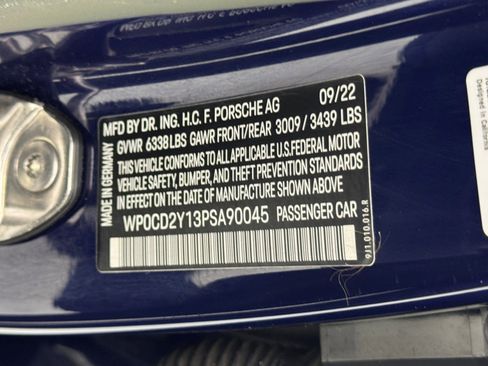 MFD BY DR. ING. H.C. F. PORSCHE AG 09/22
GVWR 6338LBS GAWR FRONT/REAR 3009 / 3439 LBS
THIS VEHICLE CONFORMS TO ALL APPLICABLE U.S. FEDERAL MOTOR
VEHICLE SAFETY, BUMPER, AND THEFT PREVENTION STANDARDS
IN EFFECT ON THE DATE OF MANUFACTURE SHOWN ABOVE.
WP0CD2Y13PSA90045 PASSENGER CAR
MADE IN GERMANY
9J1.010.016.R
Designed in California